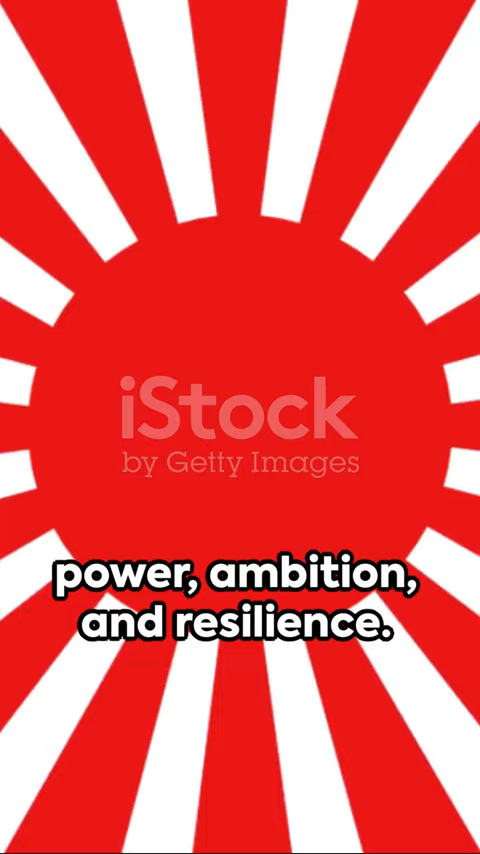 iStock
by Getty Images
power, ambition,
and resilience.